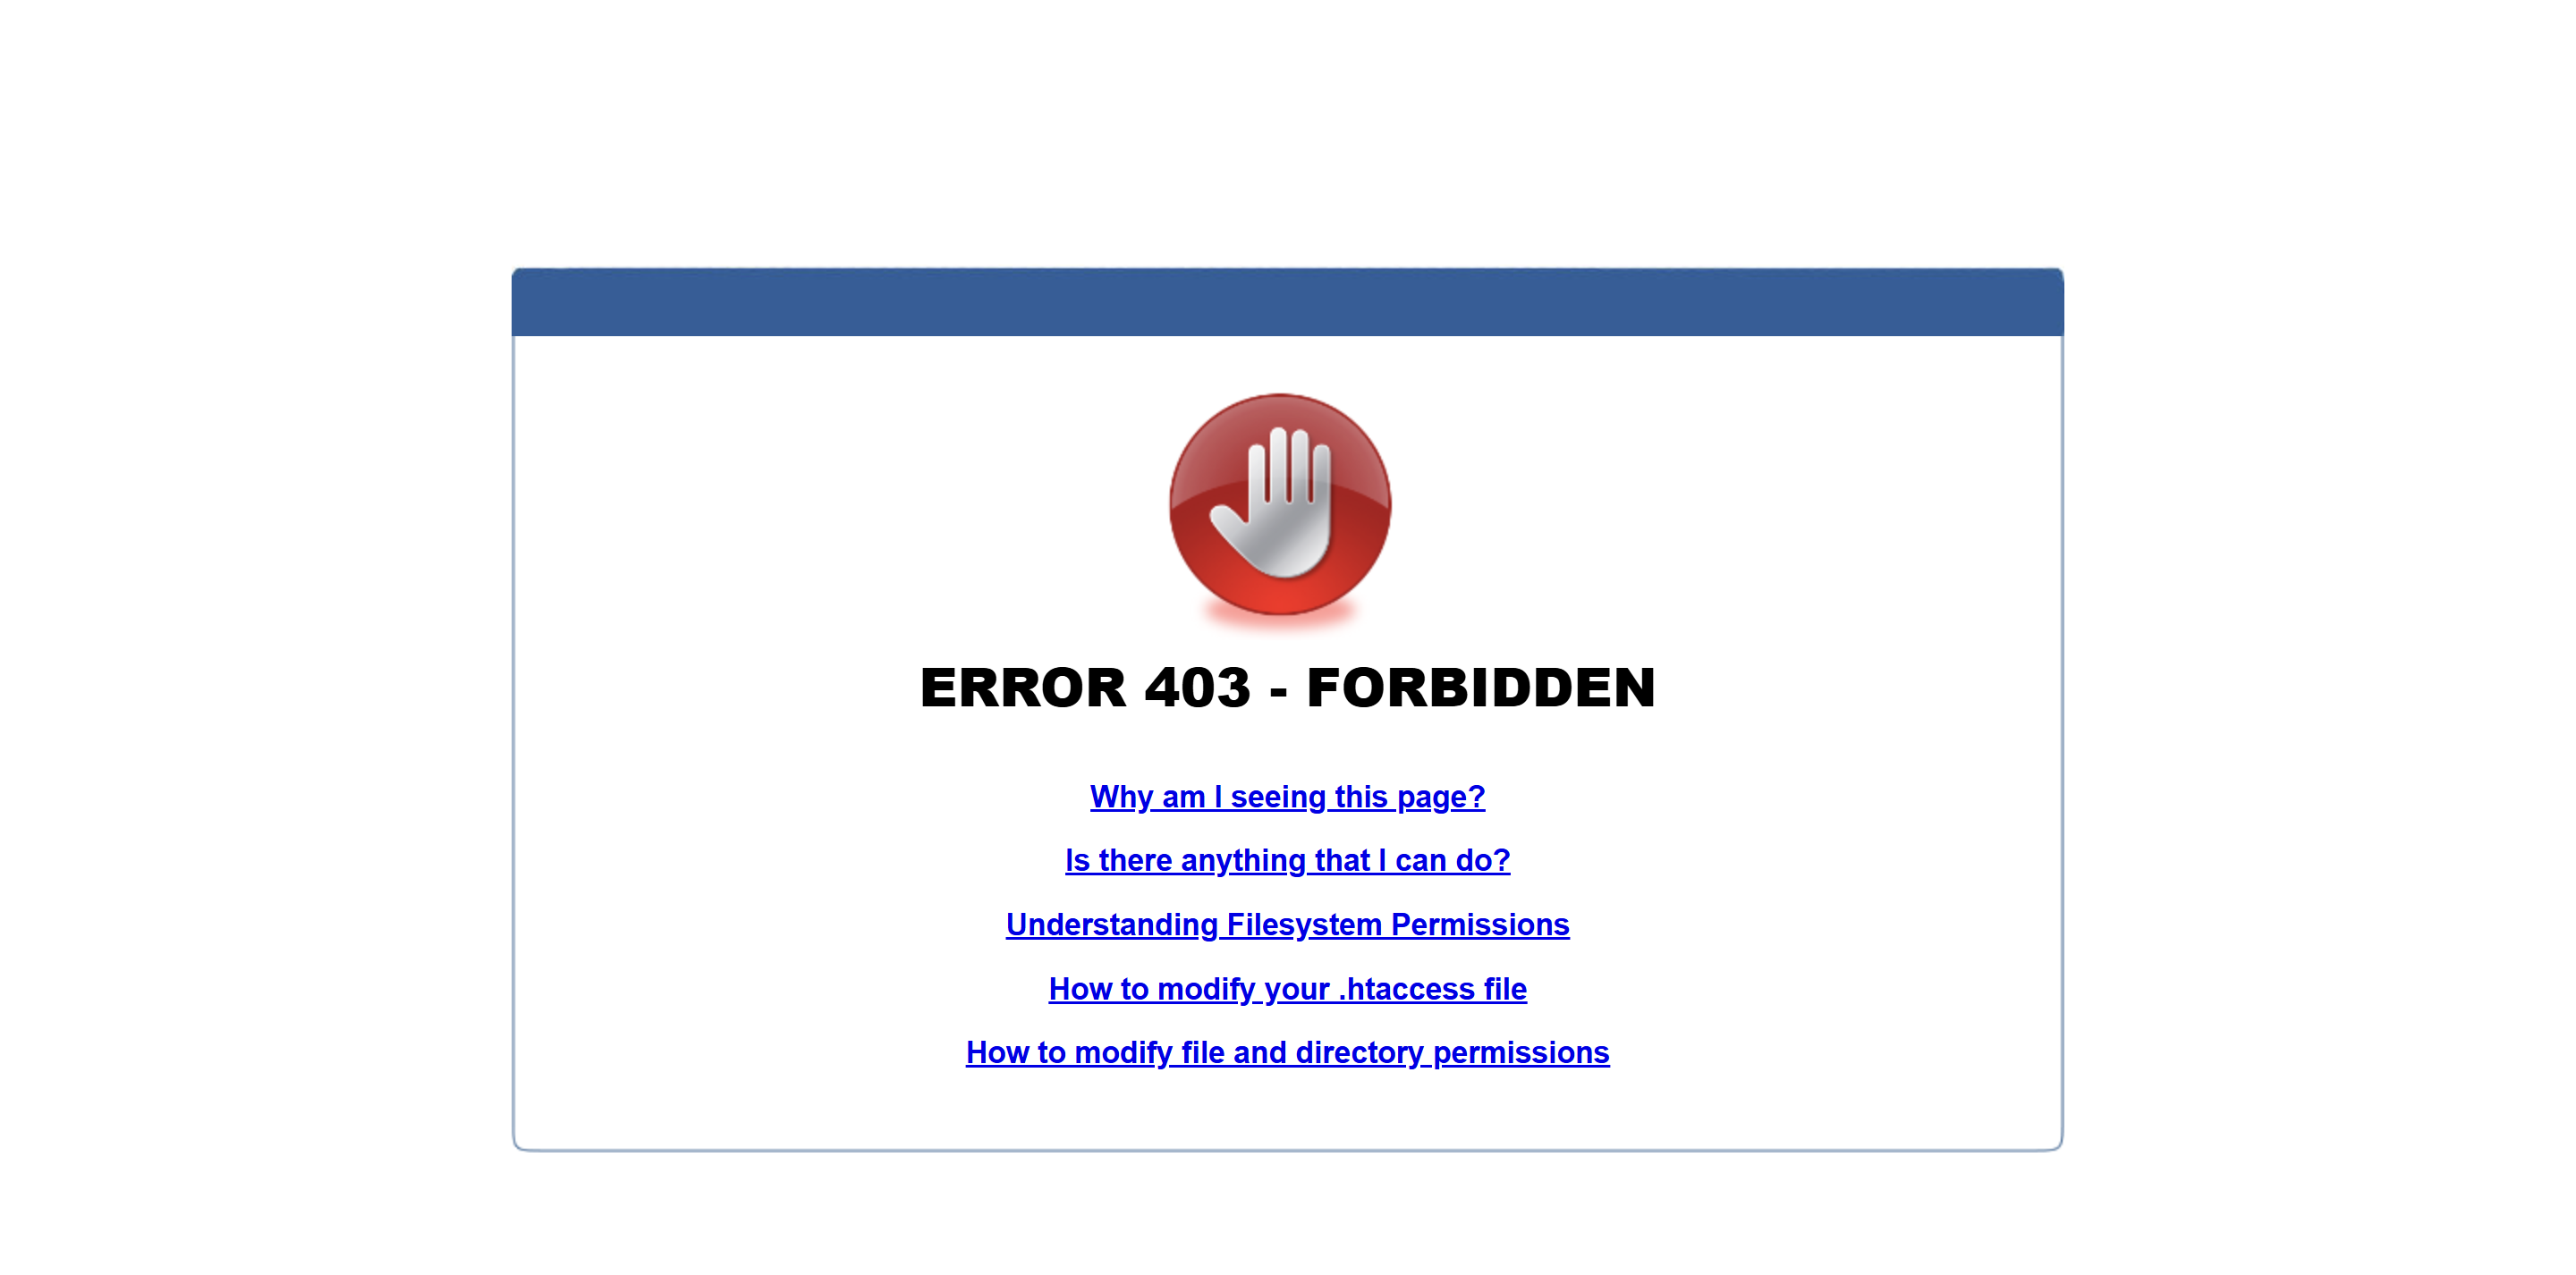 ERROR 403 - FORBIDDEN
Why am I seeing this page?
Is there anything that I can do?
Understanding Filesystem Permissions
How to modify your .htaccess file
How to modify file and directory permissions